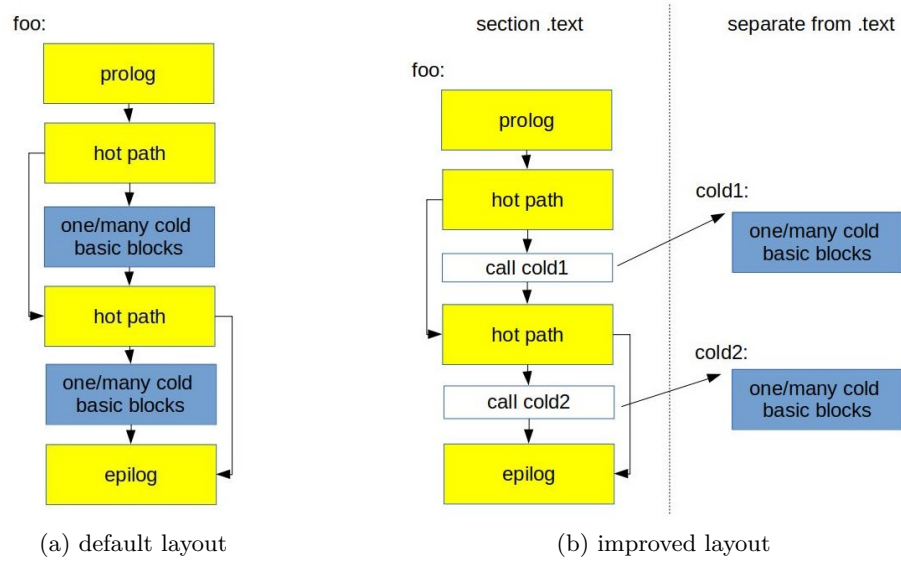 foo:
prolog
hot path
one/many cold
basic blocks
hot path
one/many cold
basic blocks
epilog
(a) default layout
section .text
separate from .text
foo:
prolog
hot path
call cold1
hot path
call cold2
epilog
cold1:
one/many cold
basic blocks
cold2:
one/many cold
basic blocks
(b) improved layout